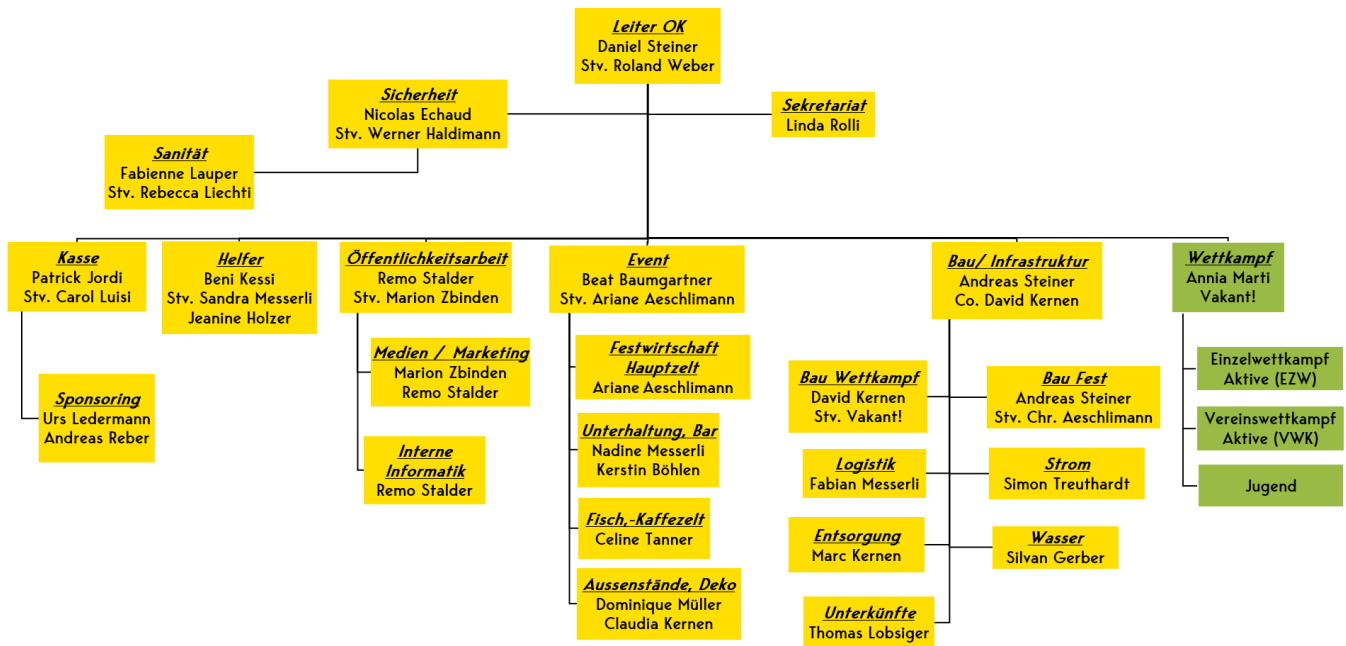 Leiter OK
Daniel Steiner
Stv. Roland Weber
Sicherheit
Nicolas Echaud
Stv. Werner Haldimann
Sekretariat
Linda Rolli
Sanität
Fabienne Lauper
Stv. Rebecca Liechti
Kasse
Patrick Jordi
Stv. Carol Luisi
Sponsoring
Urs Ledermann
Andreas Reber
Helfer
Beni Kessi
Stv. Sandra Messerli
Jeanine Holzer
Öffentlichkeitsarbeit
Remo Stalder
Stv. Marion Zbinden
Medien / Marketing
Marion Zbinden
Remo Stalder
Interne
Informatik
Remo Stalder
Event
Beat Baumgartner
Stv. Ariane Aeschlimann
Festwirtschaft
Hauptzelt
Ariane Aeschlimann
Unterhaltung, Bar
Nadine Messerli
Kerstin Böhlen
Fisch,-Kaffezelt
Celine Tanner
Aussenstände, Deko
Dominique Müller
Claudia Kernen
Bau/ Infrastruktur
Andreas Steiner
Co. David Kernen
Bau Wettkampf
David Kernen
Stv. Vakant!
Bau Fest
Andreas Steiner
Stv. Chr. Aeschlimann
Logistik
Fabian Messerli
Strom
Simon Treuthardt
Entsorgung
Marc Kernen
Wasser
Silvan Gerber
Unterkünfte
Thomas Lobsiger
Wettkampf
Annia Marti
Vakant!
Einzelwettkampf
Aktive (EZW)
Vereinswettkampf
Aktive (VWK)
Jugend